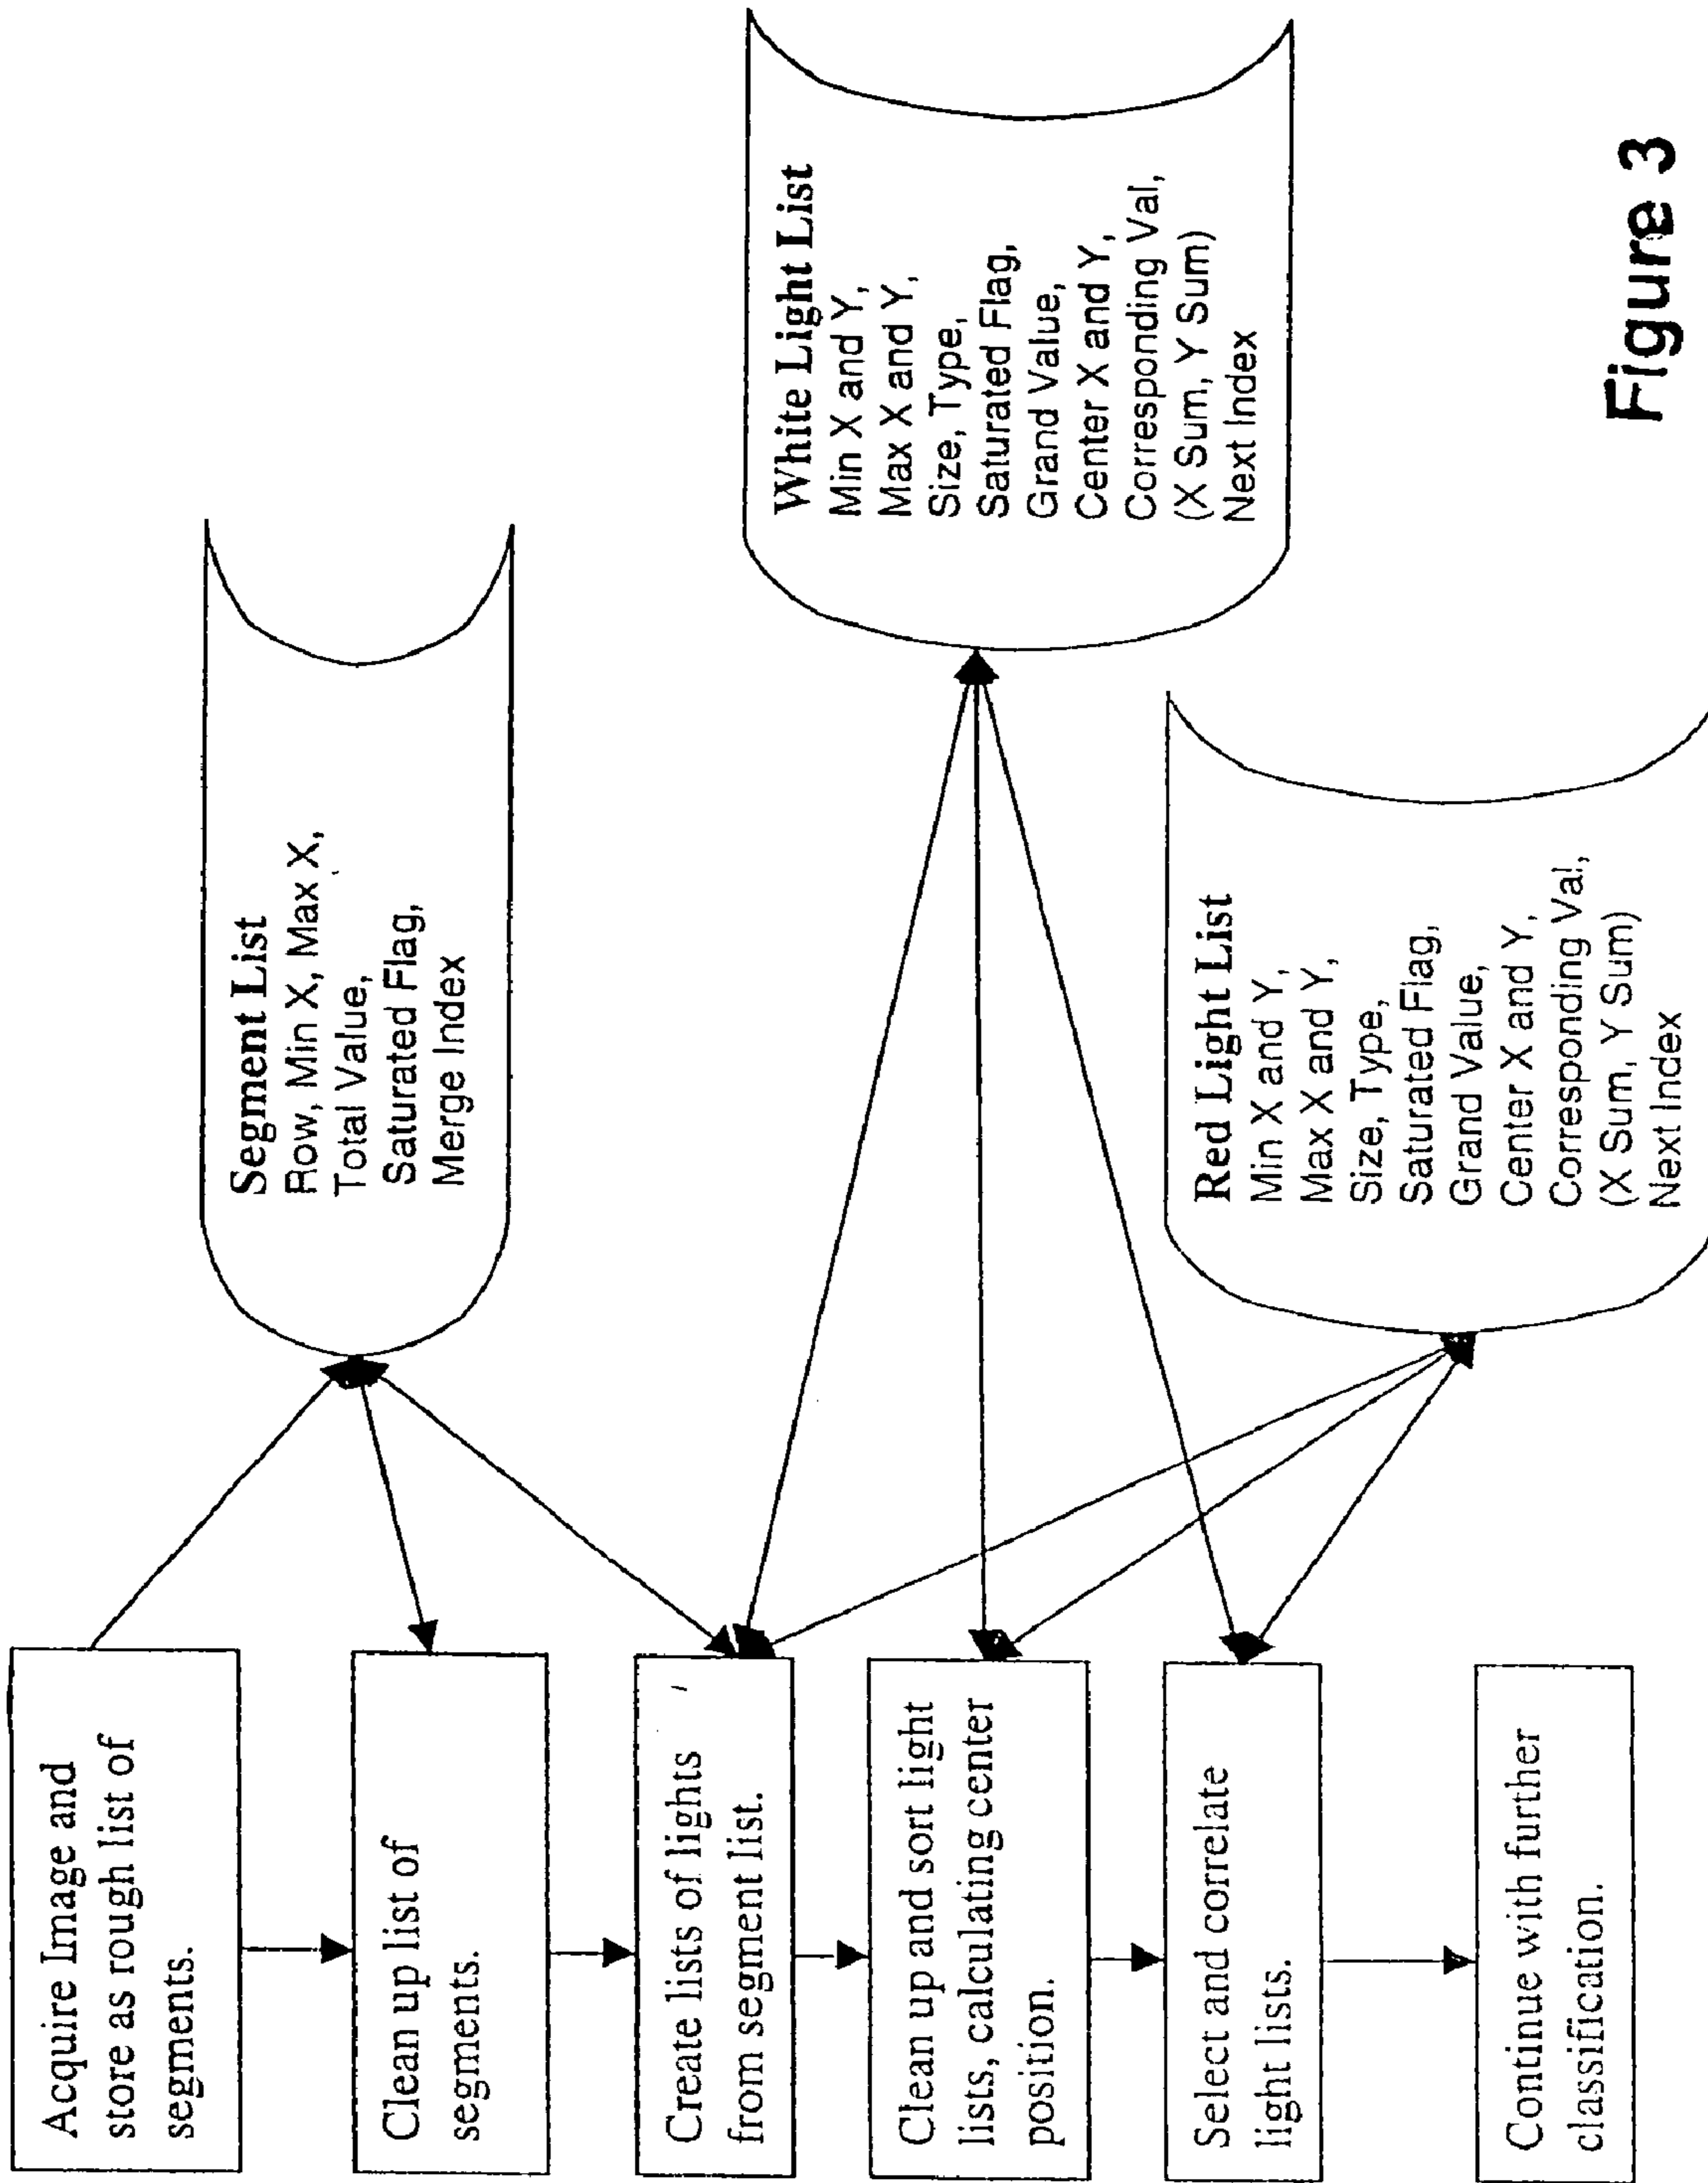 Acquire Image and
store as rough list of
segments.
Clean up list of
segments.
Create lists of lights
from segment list.
Clean up and sort light
lists, calculating center
position.
Select and correlate
light lists.
Continue with further
classification.
Segment List
Row, Min X, Max X,
Total Value,
Saturated Flag,
Merge Index
White Light List
Min X and Y,
Max X and Y,
Size, Type,
Saturated Flag,
Grand Value,
Center X and Y,
Corresponding Val,
(X Sum, Y Sum)
Next Index
Red Light List
Min X and Y,
Max X and Y,
Size, Type,
Saturated Flag,
Grand Value,
Center X and Y,
Corresponding Val,
(X Sum, Y Sum)
Next Index
Figure 3